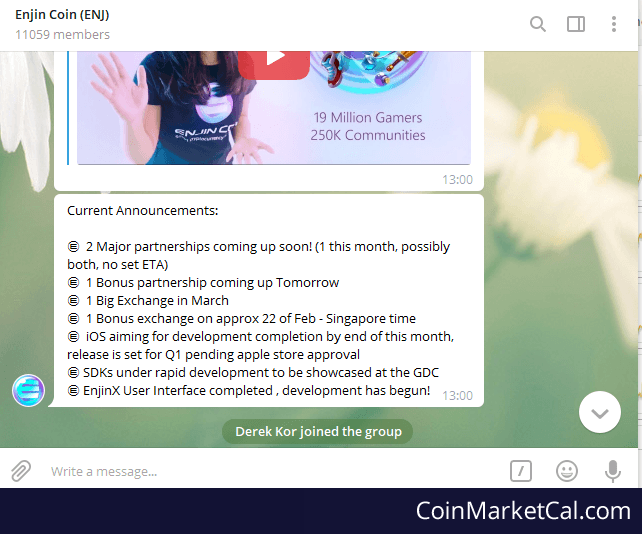 Enjin Coin (ENJ)
11059 members
ENJIN CO
19 Million Gamers
250K Communities
13:00
Current Announcements:
2 Major partnerships coming up soon! (1 this month, possibly
both, no set ETA)
1 Bonus partnership coming up Tomorrow
1 Big Exchange in March
1 Bonus exchange on approx 22 of Feb - Singapore time
iOS aiming for development completion by end of this month,
release is set for Q1 pending apple store approval
SDKs under rapid development to be showcased at the GDC
EnjinX User Interface completed , development has begun!
13:00
Derek Kor joined the group
Write a message...
CoinMarketCal.com